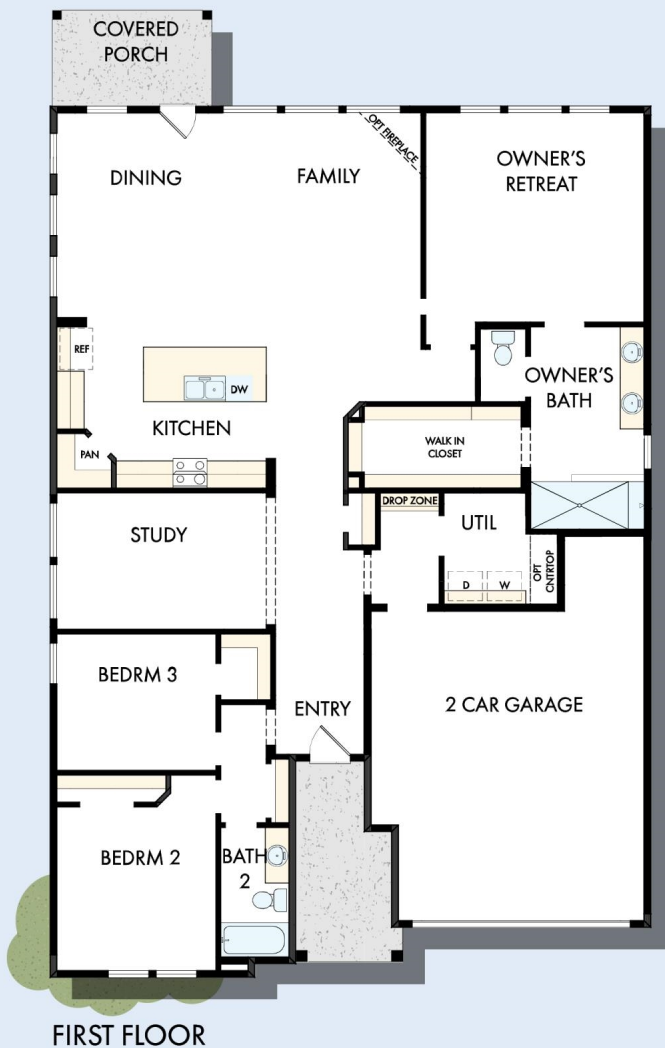 COVERED
PORCH
OPT FIREPLACE
DINING
FAMILY
OWNER'S
RETREAT
REF
DW
OWNER'S
BATH
KITCHEN
WALK IN
CLOSET
PAN
DROP ZONE
UTIL
STUDY
D
W
OPT
CNTRTOP
BEDRM 3
ENTRY
2 CAR GARAGE
BEDRM 2
BATH
2
FIRST FLOOR